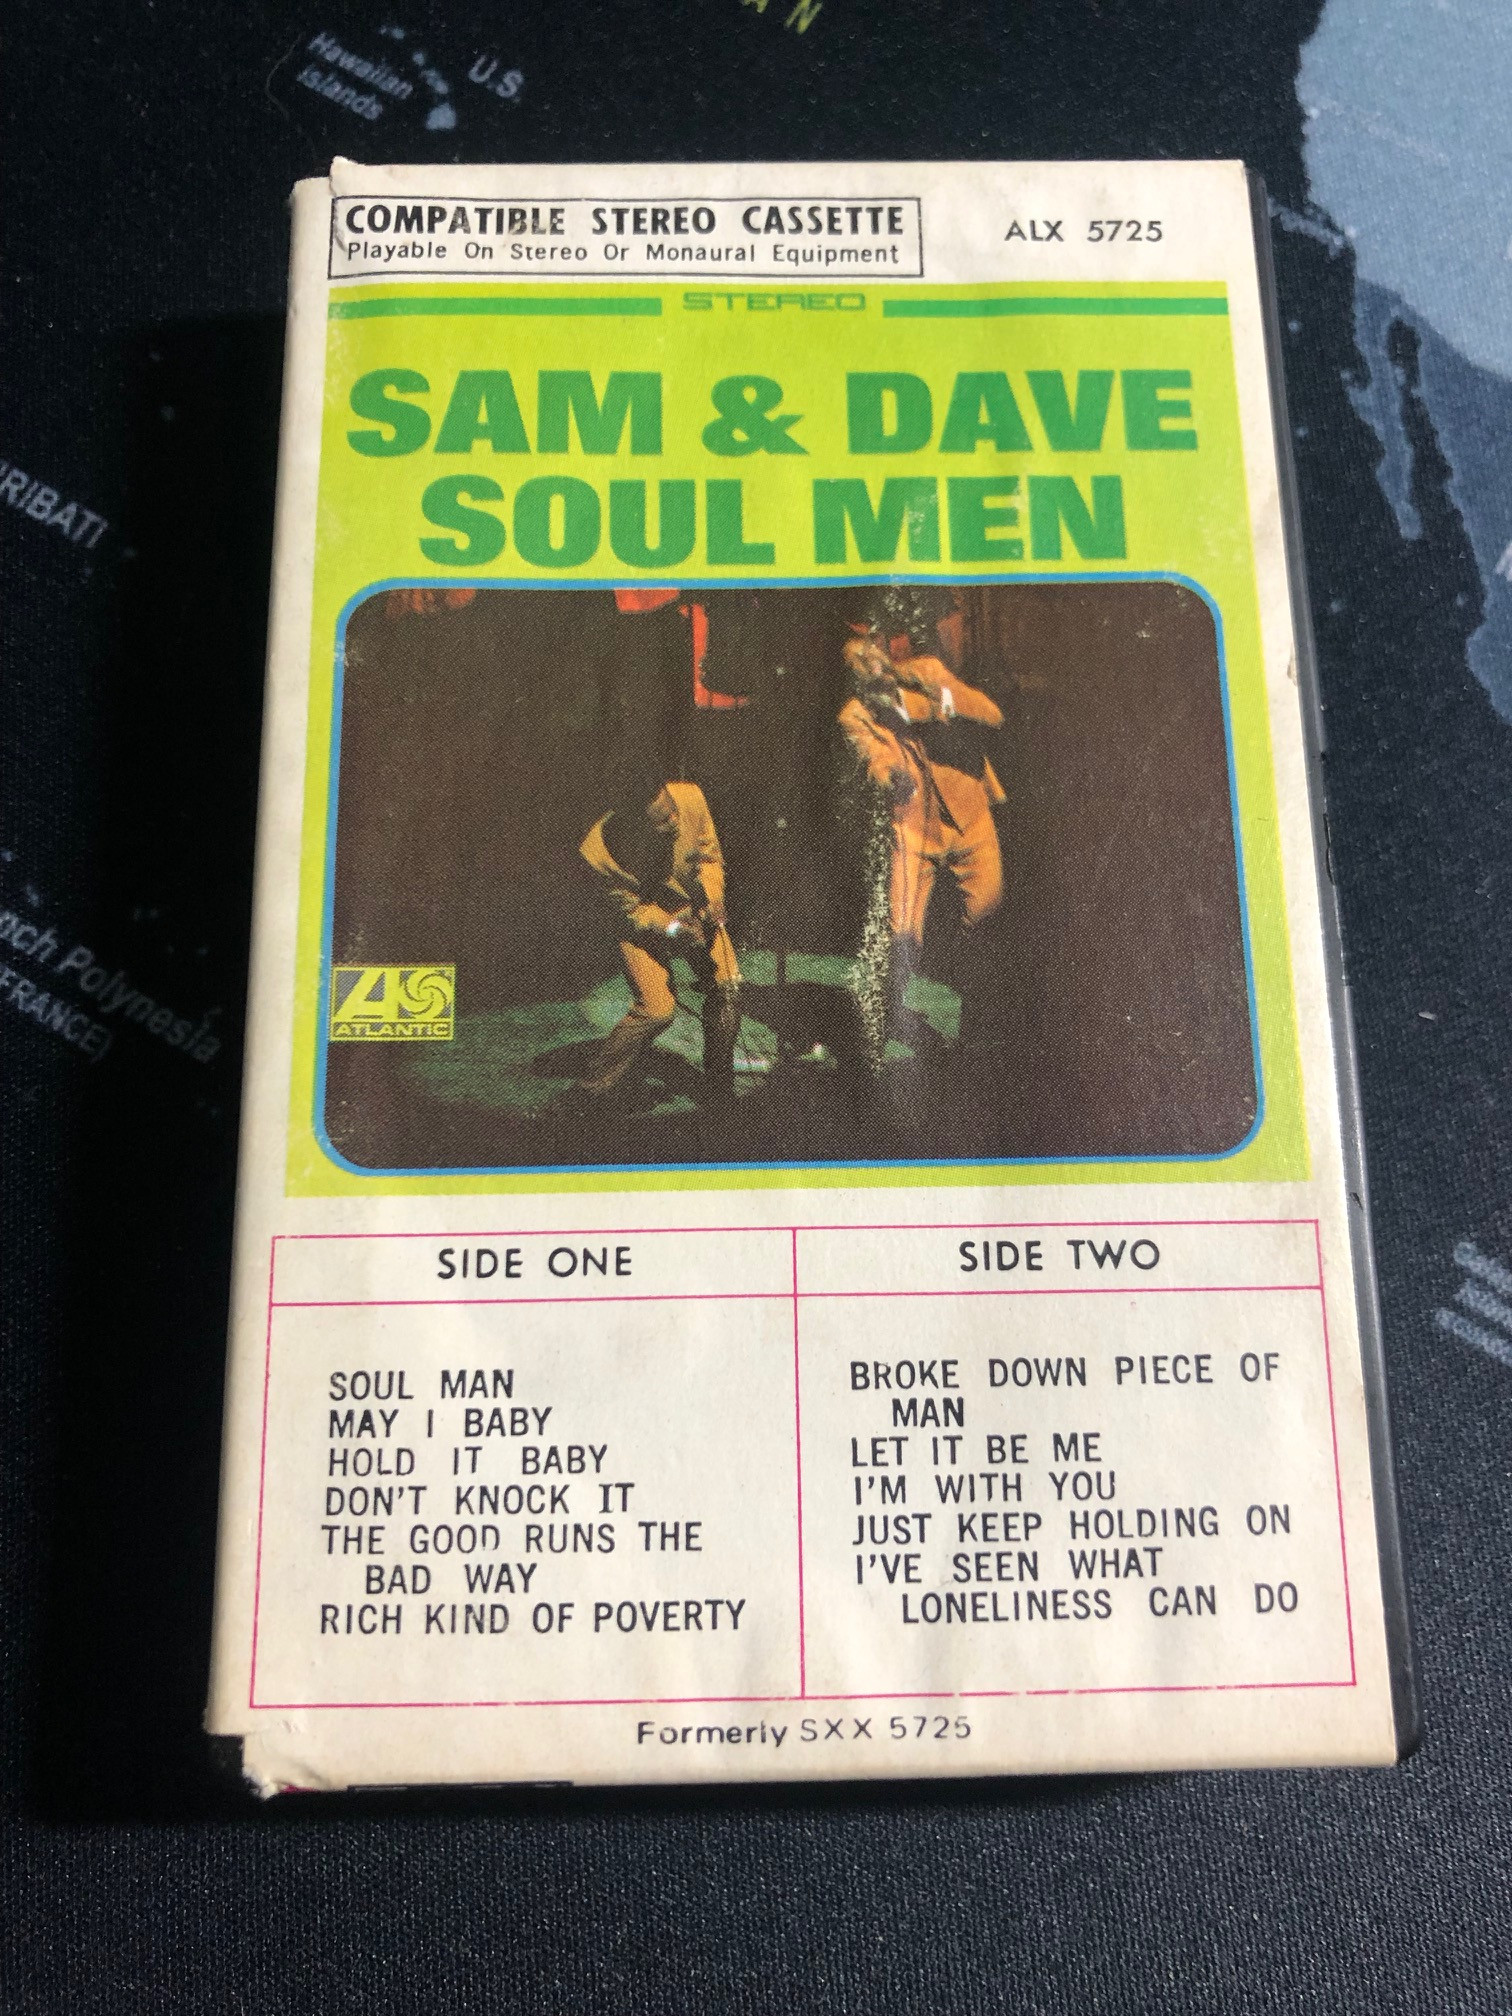 AN
Hawaiian
Islands
U.S.
COMPATIBLE STEREO CASSETTE
Playable On Stereo Or Monaural Equipment
ALX 5725
STEREO
SAM & DAVE
SOUL MEN
RIBATI
nch Polynesia
FRANCE)
ATLANTIC
SIDE ONE
SOUL MAN
MAY I BABY
HOLD IT BABY
DON'T KNOCK IT
THE GOOD RUNS THE
BAD WAY
RICH KIND OF POVERTY
SIDE TWO
BROKE DOWN PIECE OF
MAN
LET IT BE ME
I'M WITH YOU
JUST KEEP HOLDING ON
I'VE SEEN WHAT
LONELINESS CAN DO
Formerly SXX 5725